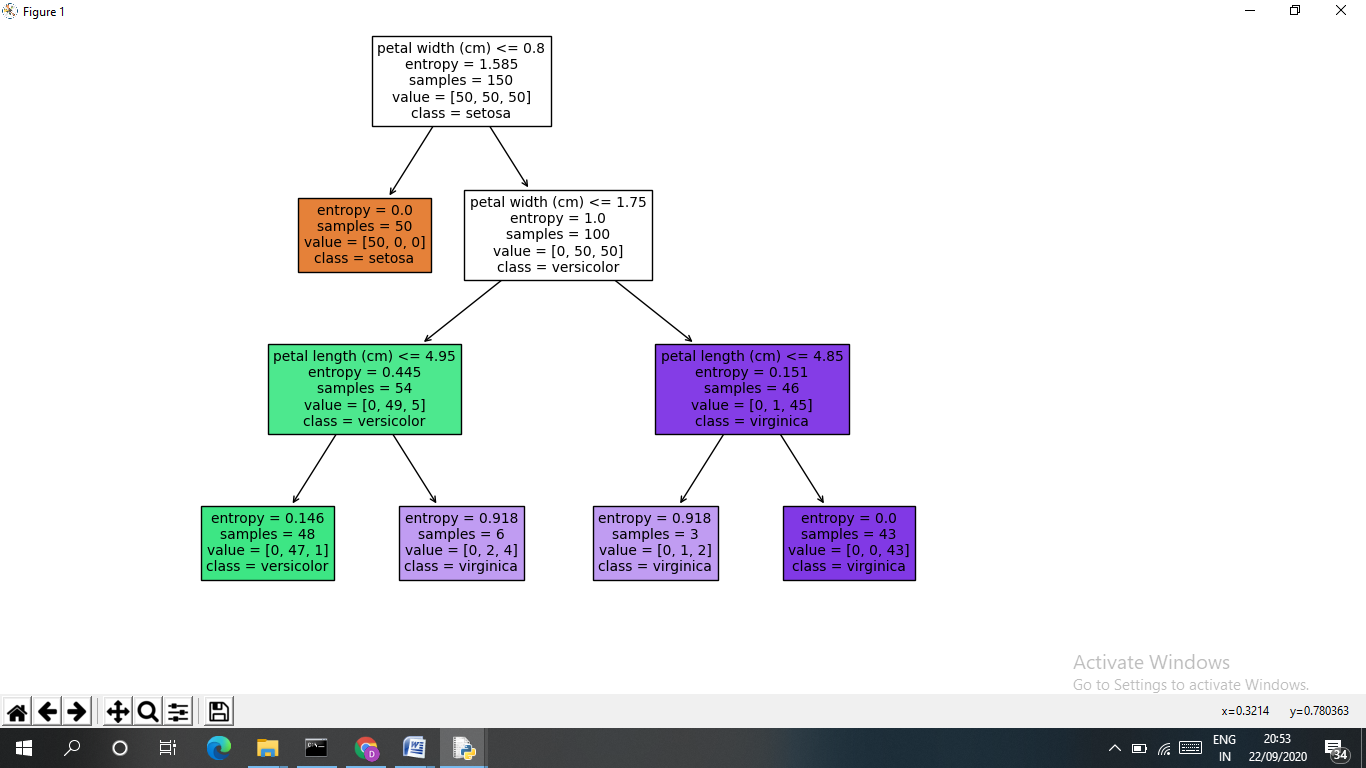 Figure 1
petal width (cm) <= 0.8
entropy = 1.585
samples = 150
value = [50, 50, 50]
class = setosa
entropy = 0.0
samples = 50
value = [50, 0, 0]
class = setosa
petal width (cm) <= 1.75
entropy = 1.0
samples = 100
value = [0, 50, 50]
class = versicolor
petal length (cm) <= 4.95
entropy = 0.445
samples = 54
value = [0, 49, 5]
class = versicolor
petal length (cm) <= 4.85
entropy = 0.151
samples = 46
value = [0, 1, 45]
class = virginica
entropy = 0.146
samples = 48
value = [0, 47, 1]
class = versicolor
entropy = 0.918
samples = 6
value = [0, 2, 4]
class = virginica
entropy = 0.918
samples = 3
value = [0, 1, 2]
class = virginica
entropy = 0.0
samples = 43
value = [0, 0, 43]
class = virginica
Activate Windows
Go to Settings to activate Windows.
x=0.3214 y=0.780363
D
W
ENG
IN
20:53
22/09/2020
34